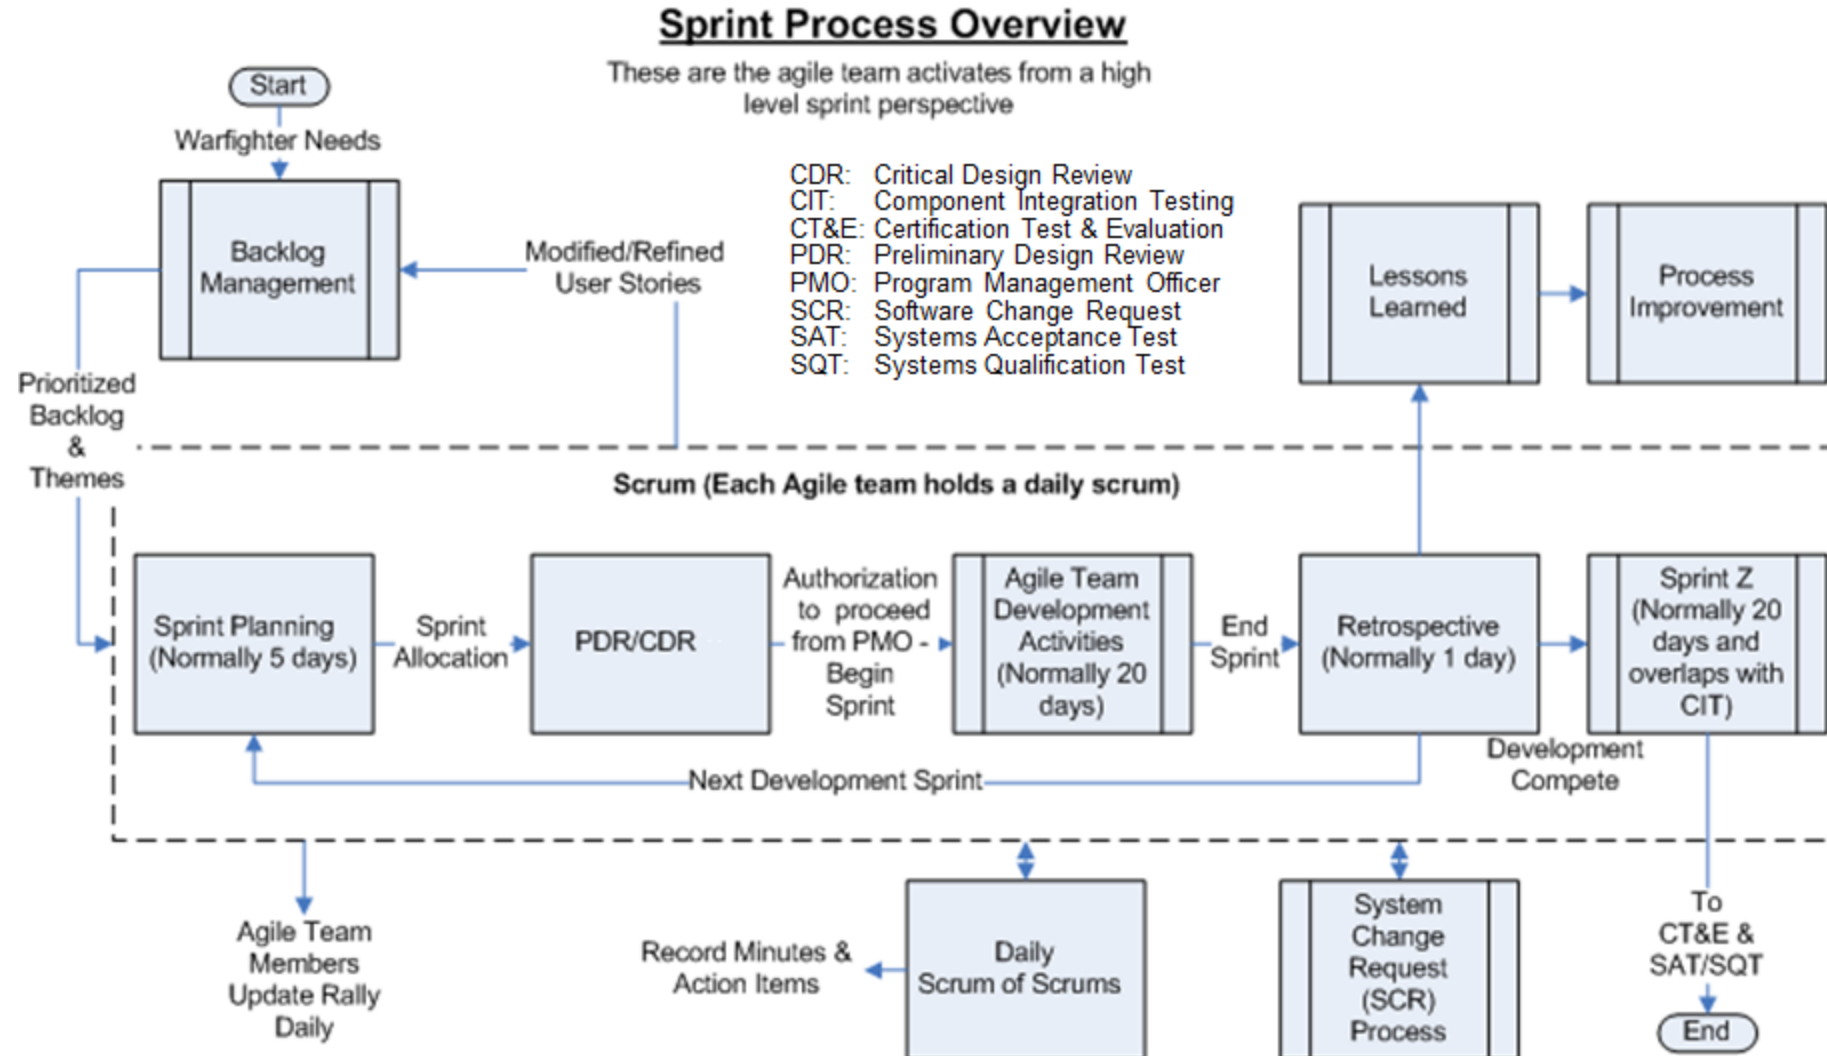 Sprint Process Overview
These are the agile team activates from a high
level sprint perspective
Start
Warfighter Needs
Backlog
Management
Modified/Refined
User Stories
CDR: Critical Design Review
CIT: Component Integration Testing
CT&E: Certification Test & Evaluation
PDR: Preliminary Design Review
PMO: Program Management Officer
SCR: Software Change Request
SAT: Systems Acceptance Test
SQT: Systems Qualification Test
Lessons
Learned
Process
Improvement
Prioritized
Backlog
&
Themes
Scrum (Each Agile team holds a daily scrum)
Sprint Planning
(Normally 5 days)
Sprint
Allocation
PDR/CDR
Authorization
to proceed
from PMO -
Begin
Sprint
Agile Team
Development
Activities
(Normally 20
days)
End
Sprint
Retrospective
(Normally 1 day)
Sprint Z
(Normally 20
days and
overlaps with
CIT)
Next Development Sprint
Development
Compete
Agile Team
Members
Update Rally
Daily
Record Minutes &
Action Items
Daily
Scrum of Scrums
System
Change
Request
(SCR)
Process
To
CT&E &
SAT/SQT
End